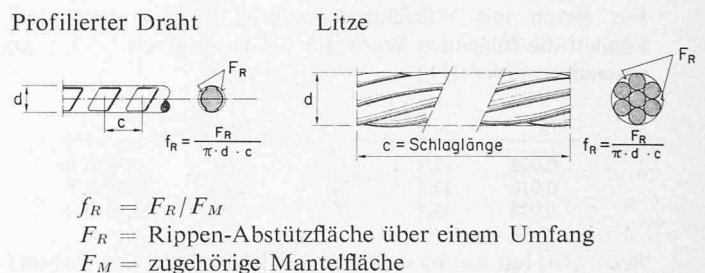 Profilierter Draht
Litze
d
c
F_R
f_R = F_R / π · d · c
d
c = Schlaglänge
F_R
f_R = F_R / π · d · c
f_R = F_R/F_M
F_R = Rippen-Abstützfläche über einem Umfang
F_M = zugehörige Mantelfläche